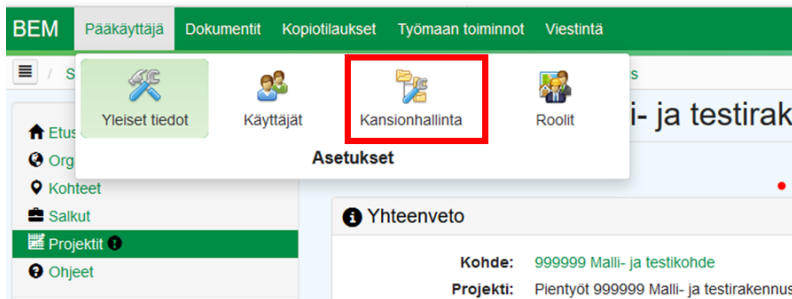 BEM Pääkäyttäjä Dokumentit Kopiotilaukset Työmaan toiminnot Viestintä
/ S s
Yleiset tiedot Käyttäjät Kansionhallinta Roolit
Asetukset
i- ja testirak
Etus
Org
Kohteet
Salkut
Projektit
Ohjeet
Yhteenveto
Kohde: 999999 Malli- ja testikohde
Projekti: Pientyöt 999999 Malli- ja testirakennus